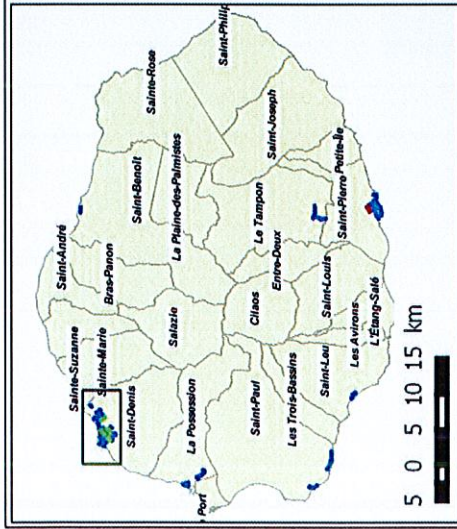 Saint-Philip
Sainte-Rose
Saint-Joseph
Saint-Benoit
La Plaine-des-Palmistes
Saint-Pierre Petite-Île
Le Tampon
Saint-André
Bras-Panon
Entre-Deux
Salazie
Cilaos
Saint-Louis
Sainte-Suzanne
Sainte-Marie
Les Avirons
L'Étang-Salé
Saint-Denis
Saint-Leu
La Possession
Saint-Paul
Les Trois-Bassins
Port
5 0 5 10 15 km